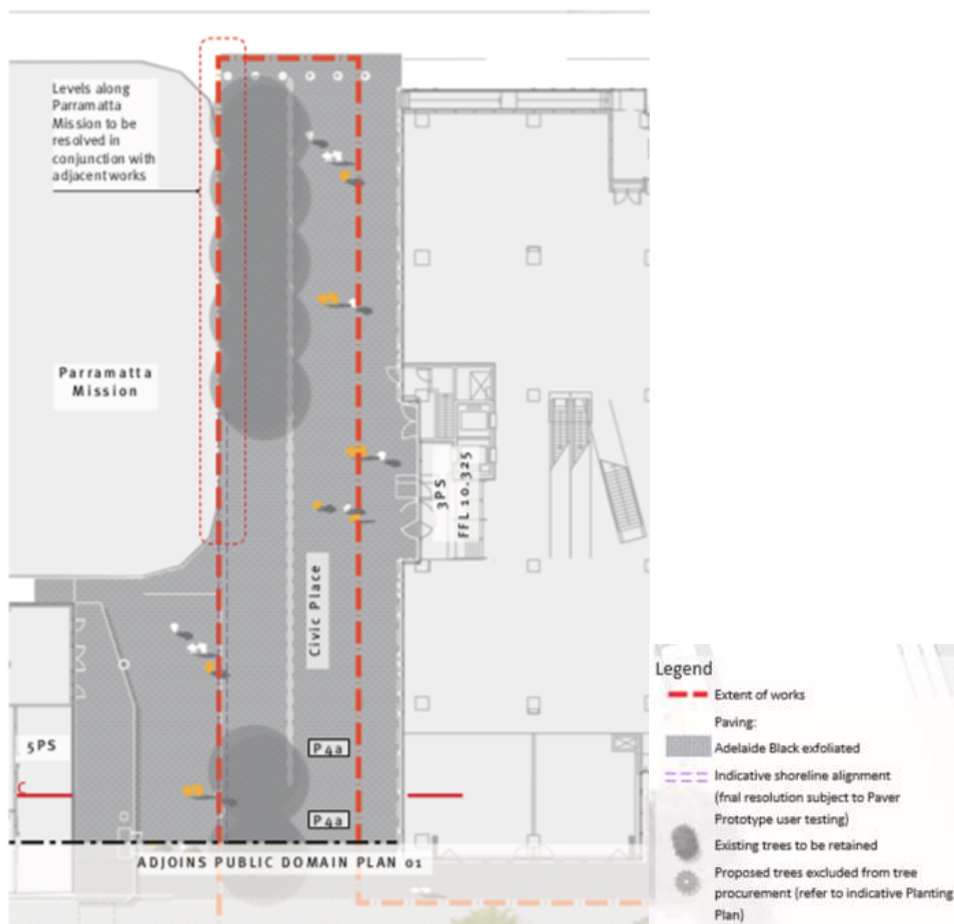 Levels along
Parramatta
Mission to be
resolved in
conjunction with
adjacent works
Parramatta
Mission
3PS
FFL 10.325
Civic Place
5PS
P4a
C
P4a
ADJOINS PUBLIC DOMAIN PLAN 01
Legend
Extent of works
Paving:
Adelaide Black exfoliated
Indicative shoreline alignment
(fnal resolution subject to Paver
Prototype user testing)
Existing trees to be retained
Proposed trees excluded from tree
procurement (refer to indicative Planting
Plan)